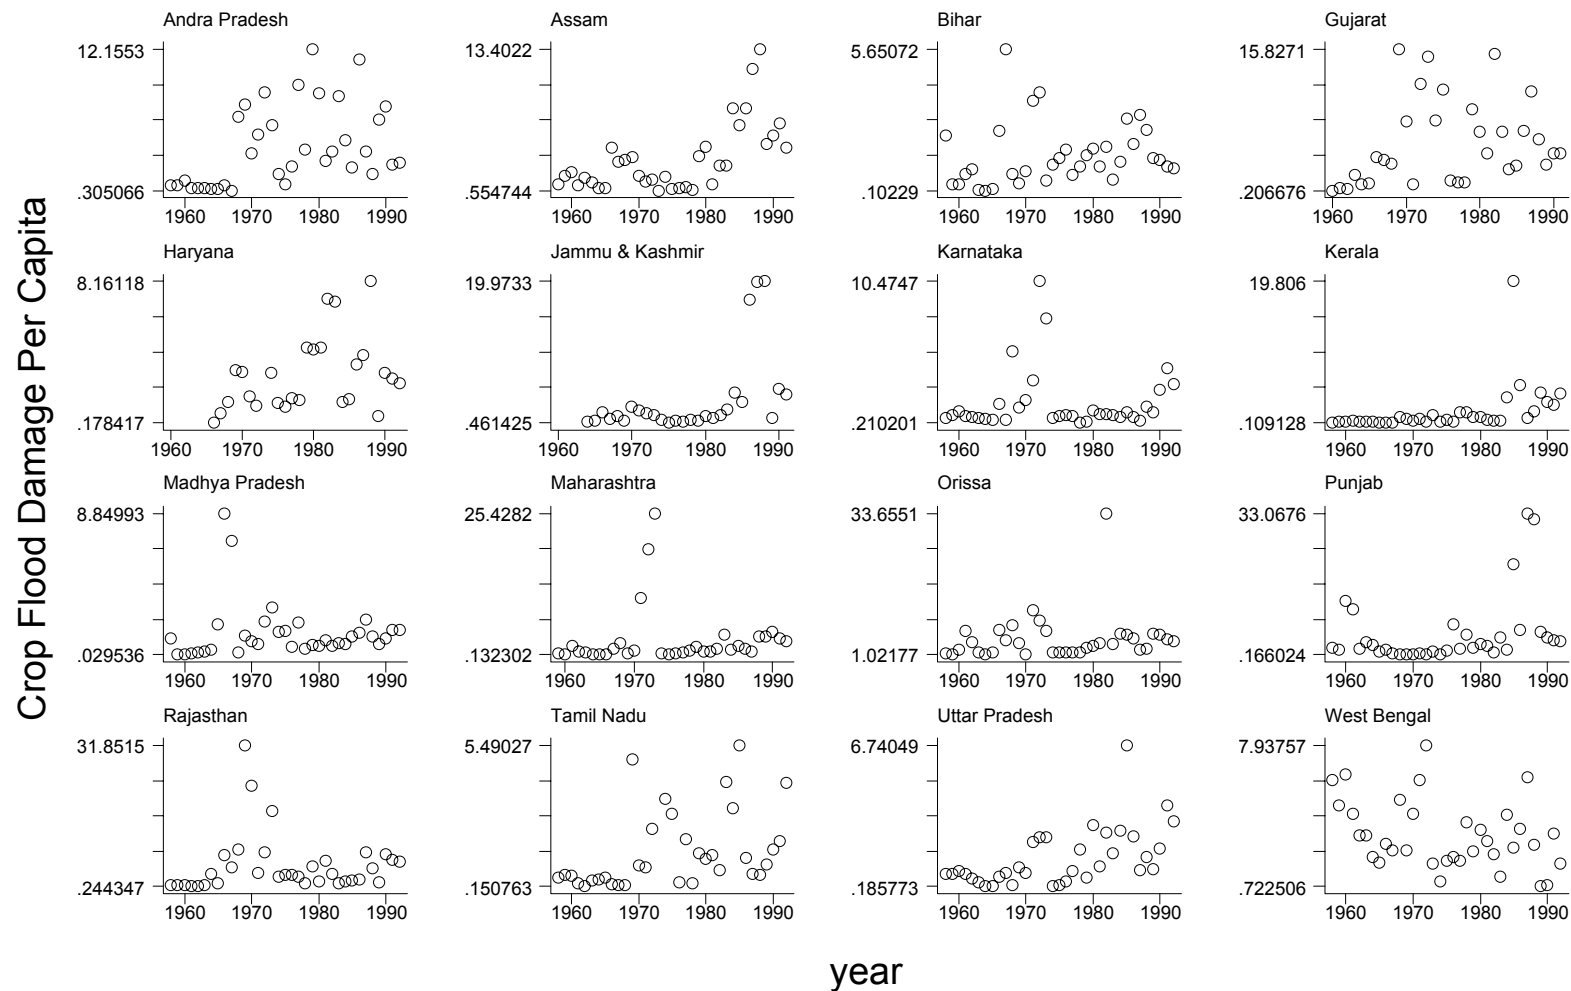 Crop Flood Damage Per Capita
Andra Pradesh
12.1553
.305066
1960 1970 1980 1990
Assam
13.4022
.554744
1960 1970 1980 1990
Bihar
5.65072
.10229
1960 1970 1980 1990
Gujarat
15.8271
.206676
1960 1970 1980 1990
Haryana
8.16118
.178417
1960 1970 1980 1990
Jammu & Kashmir
19.9733
.461425
1960 1970 1980 1990
Karnataka
10.4747
.210201
1960 1970 1980 1990
Kerala
19.806
.109128
1960 1970 1980 1990
Madhya Pradesh
8.84993
.029536
1960 1970 1980 1990
Maharashtra
25.4282
.132302
1960 1970 1980 1990
Orissa
33.6551
1.02177
1960 1970 1980 1990
Punjab
33.0676
.166024
1960 1970 1980 1990
Rajasthan
31.8515
.244347
1960 1970 1980 1990
Tamil Nadu
5.49027
.150763
1960 1970 1980 1990
Uttar Pradesh
6.74049
.185773
1960 1970 1980 1990
West Bengal
7.93757
.722506
1960 1970 1980 1990
year